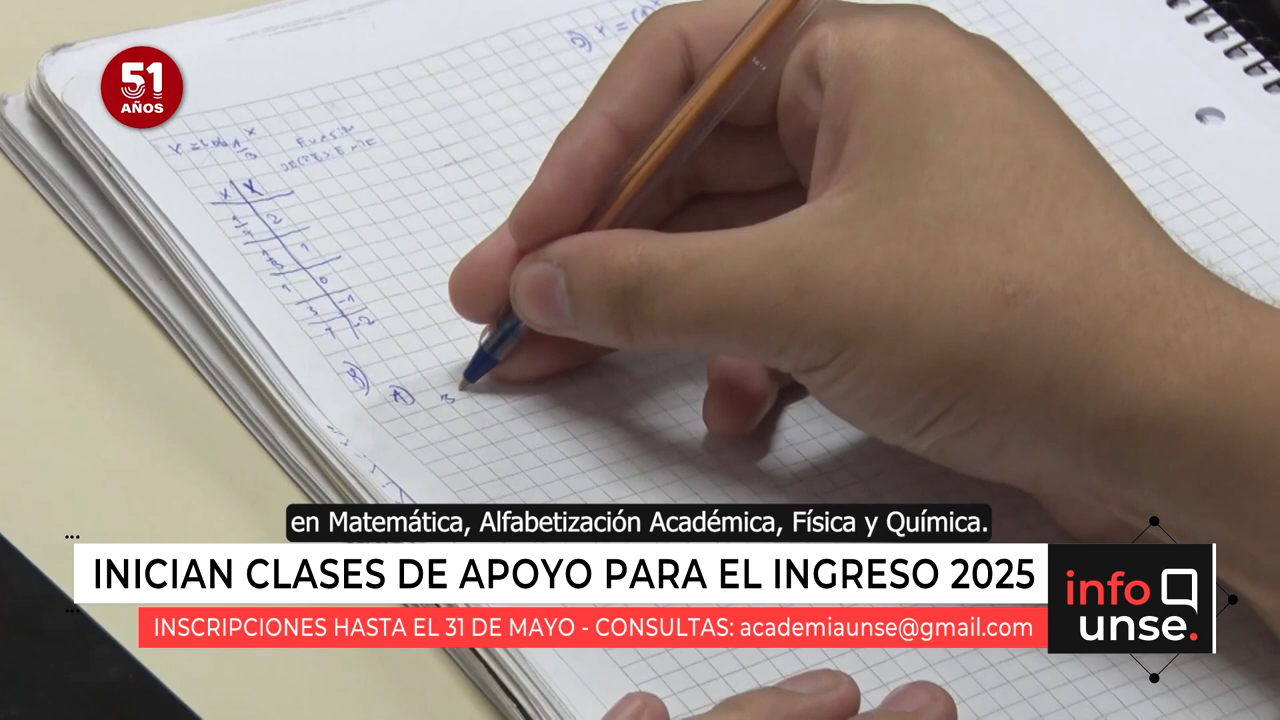 51
AÑOS
en Matemática, Alfabetización Académica, Física y Química.
INICIAN CLASES DE APOYO PARA EL INGRESO 2025
INSCRIPCIONES HASTA EL 31 DE MAYO - CONSULTAS: academiaunse@gmail.com
info
unse.